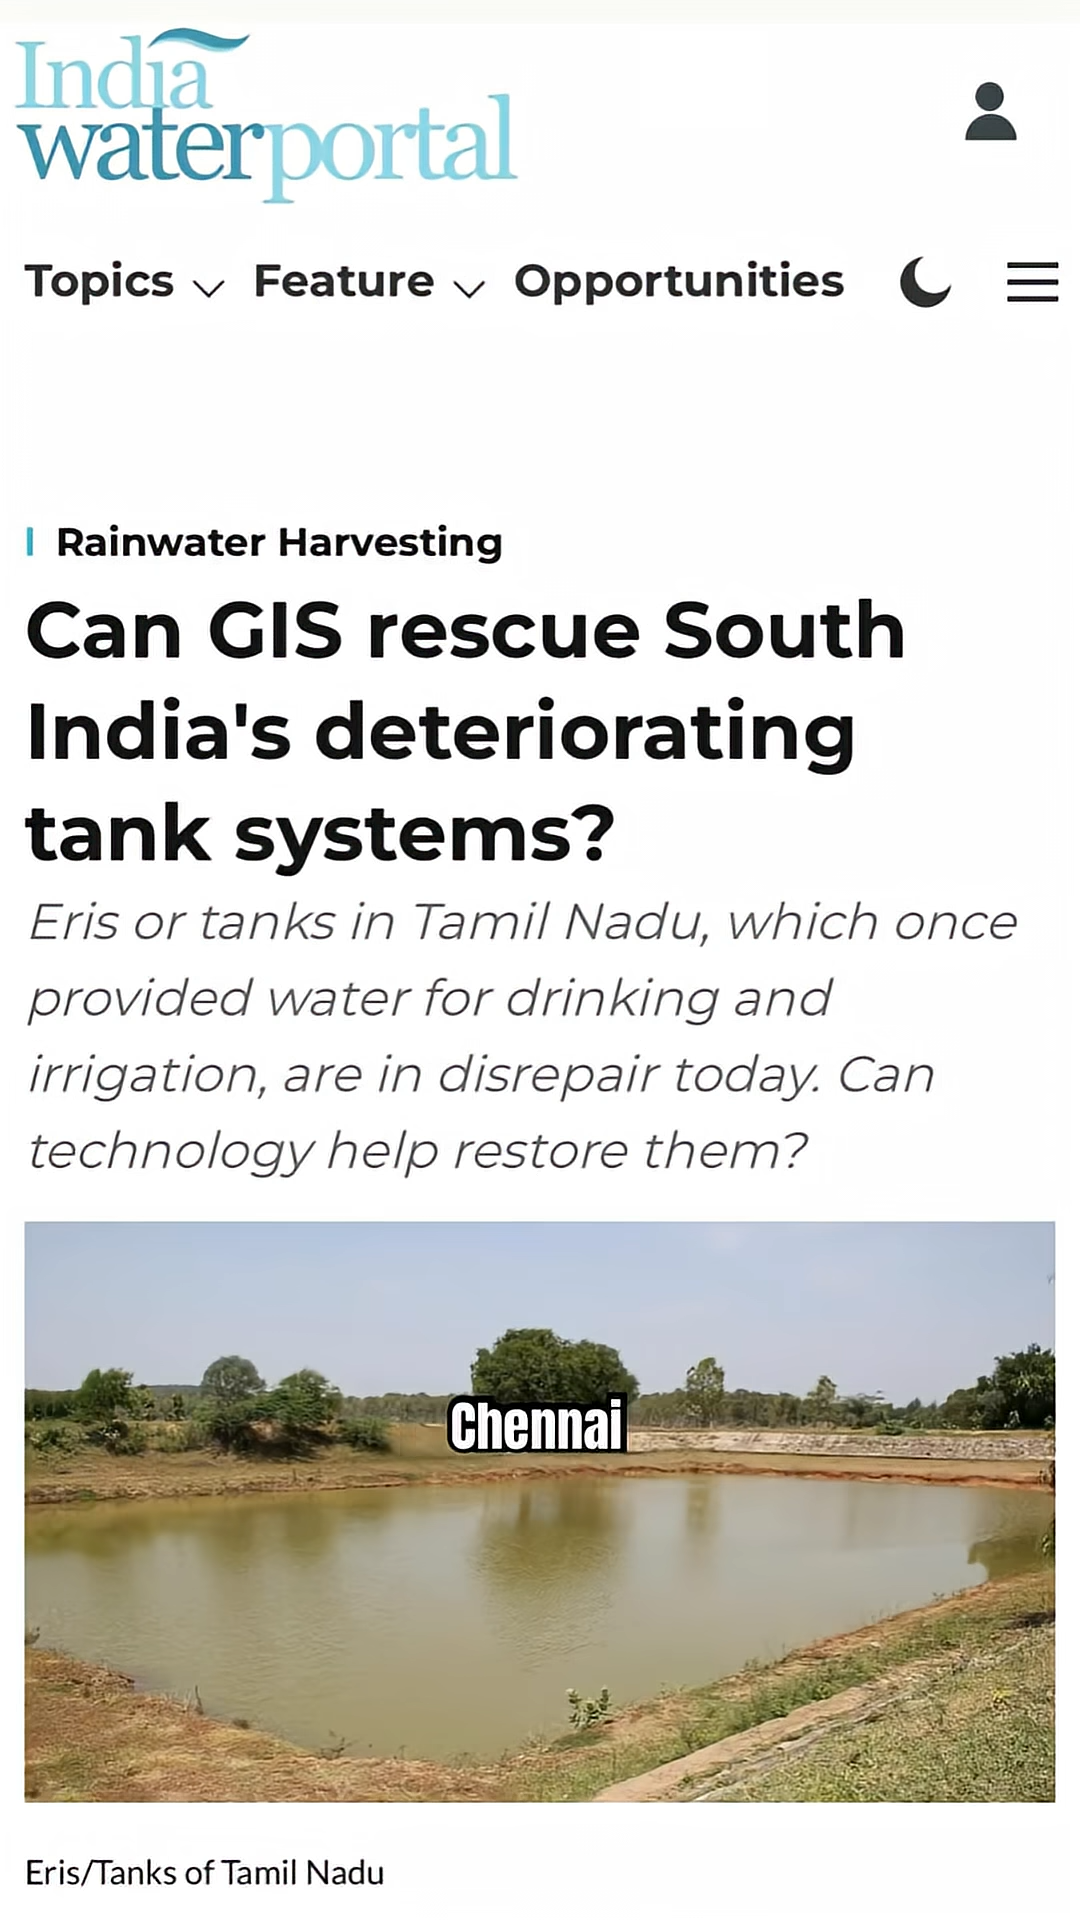 India
waterportal
Topics Feature Opportunities
Rainwater Harvesting
Can GIS rescue South
India's deteriorating
tank systems?
Eris or tanks in Tamil Nadu, which once
provided water for drinking and
irrigation, are in disrepair today. Can
technology help restore them?
Chennai
Eris/Tanks of Tamil Nadu